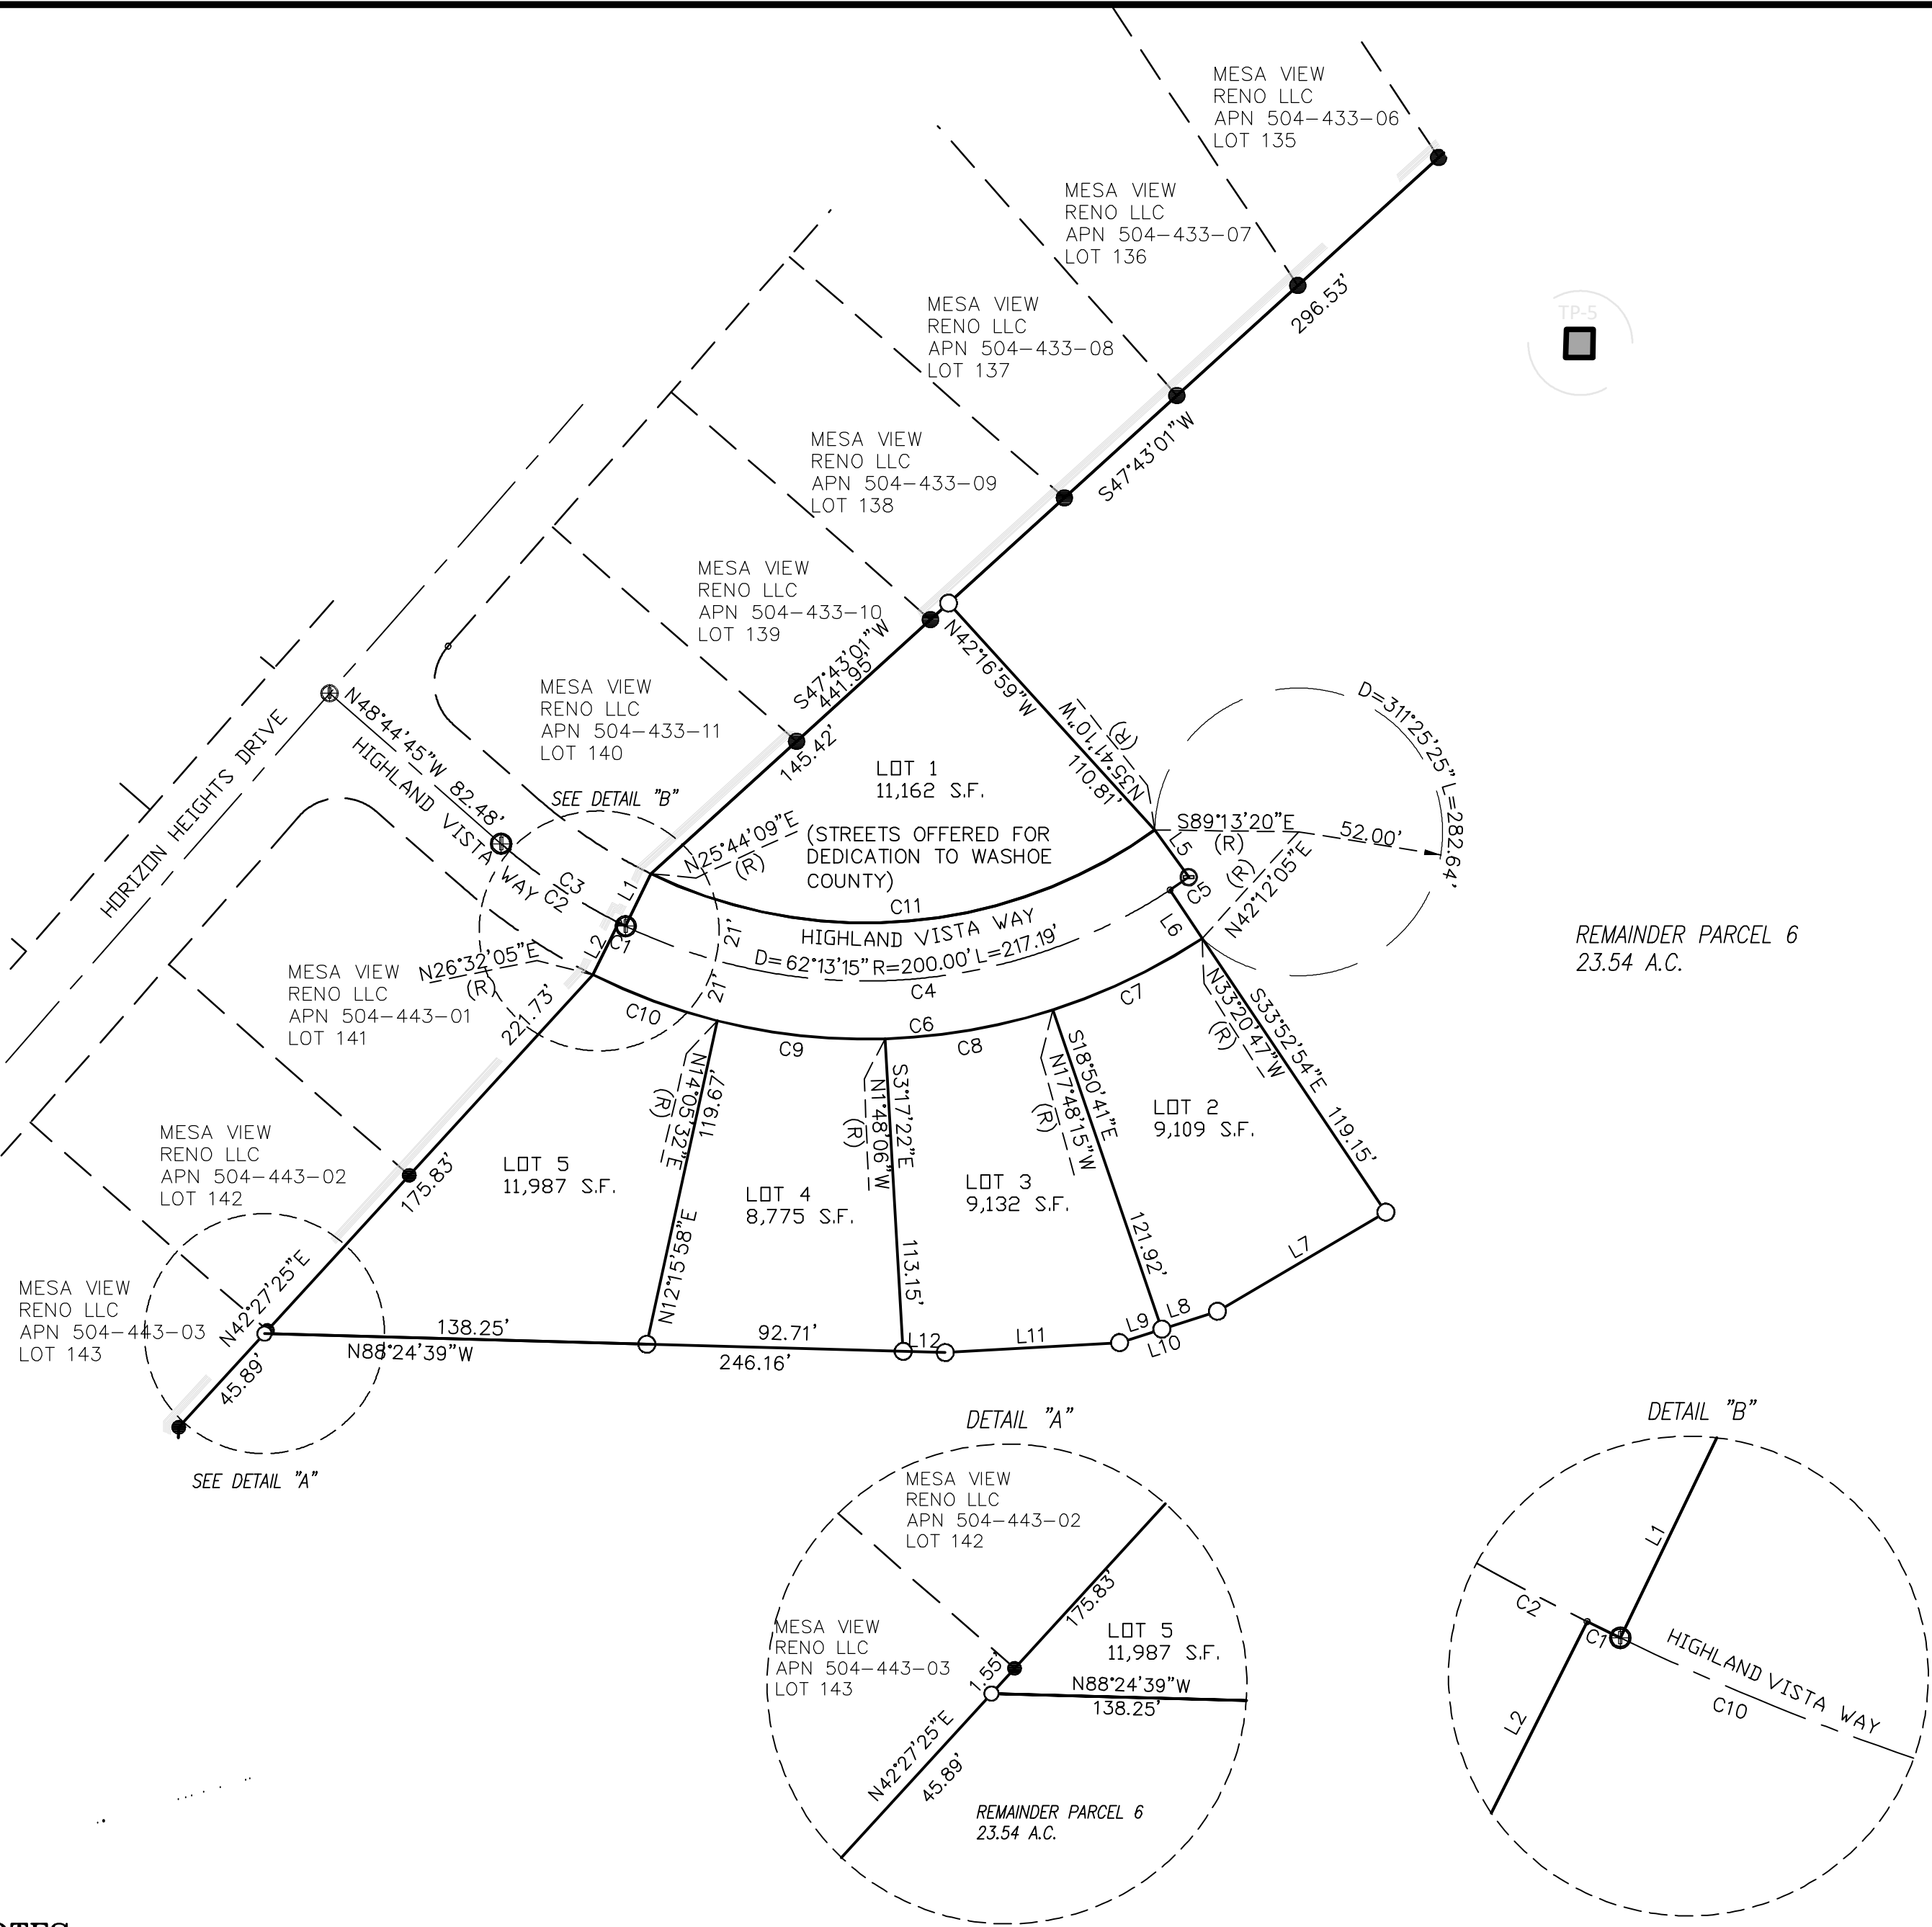 MESA VIEW
RENO LLC
APN 504-433-06
LOT 135
MESA VIEW
RENO LLC
APN 504-433-07
LOT 136
MESA VIEW
RENO LLC
APN 504-433-08
LOT 137
MESA VIEW
RENO LLC
APN 504-433-09
LOT 138
MESA VIEW
RENO LLC
APN 504-433-10
LOT 139
MESA VIEW
RENO LLC
APN 504-433-11
LOT 140
TP-5
296.53'
S47°43'01"W
S47°43'01"W
441.95'
145.42'
N42°16'59"W
110.81'
N35°41'10"W
(R)
D=311°25'25" L=282.64'
S89°13'20"E
(R)
52.00'
N42°12'05"E
(R)
L5
C5
L6
HORIZON HEIGHTS DRIVE
N48°44'45"W 82.48'
HIGHLAND VISTA WAY
C3
C2
SEE DETAIL "B"
L1
L2
C1
N25°44'09"E
(R)
LOT 1
11,162 S.F.
(STREETS OFFERED FOR
DEDICATION TO WASHOE
COUNTY)
C11
HIGHLAND VISTA WAY
D=62°13'15" R=200.00' L=217.19'
C4
21'
21'
C10
C9
C6
C8
C7
N26°32'05"E
(R)
REMAINDER PARCEL 6
23.54 A.C.
MESA VIEW
RENO LLC
APN 504-443-01
LOT 141
221.73'
MESA VIEW
RENO LLC
APN 504-443-02
LOT 142
175.83'
MESA VIEW
RENO LLC
APN 504-443-03
LOT 143
N42°27'25"E
45.89'
SEE DETAIL "A"
LOT 5
11,987 S.F.
N14°05'32"E
(R)
119.67'
N12°15'58"E
LOT 4
8,775 S.F.
N1°48'06"W
(R)
S3°17'22"E
113.15'
LOT 3
9,132 S.F.
N17°48'15"W
(R)
S18°50'41"E
121.92'
LOT 2
9,109 S.F.
N33°20'47"W
(R)
S33°52'54"E
119.15'
138.25'
N88°24'39"W
92.71'
246.16'
L12
L11
L9
L10
L8
L7
DETAIL "A"
MESA VIEW
RENO LLC
APN 504-443-02
LOT 142
175.83'
MESA VIEW
RENO LLC
APN 504-443-03
LOT 143
1.55'
LOT 5
11,987 S.F.
N88°24'39"W
138.25'
N42°27'25"E
45.89'
REMAINDER PARCEL 6
23.54 A.C.
DETAIL "B"
L1
C2
C1
HIGHLAND VISTA WAY
C10
L2